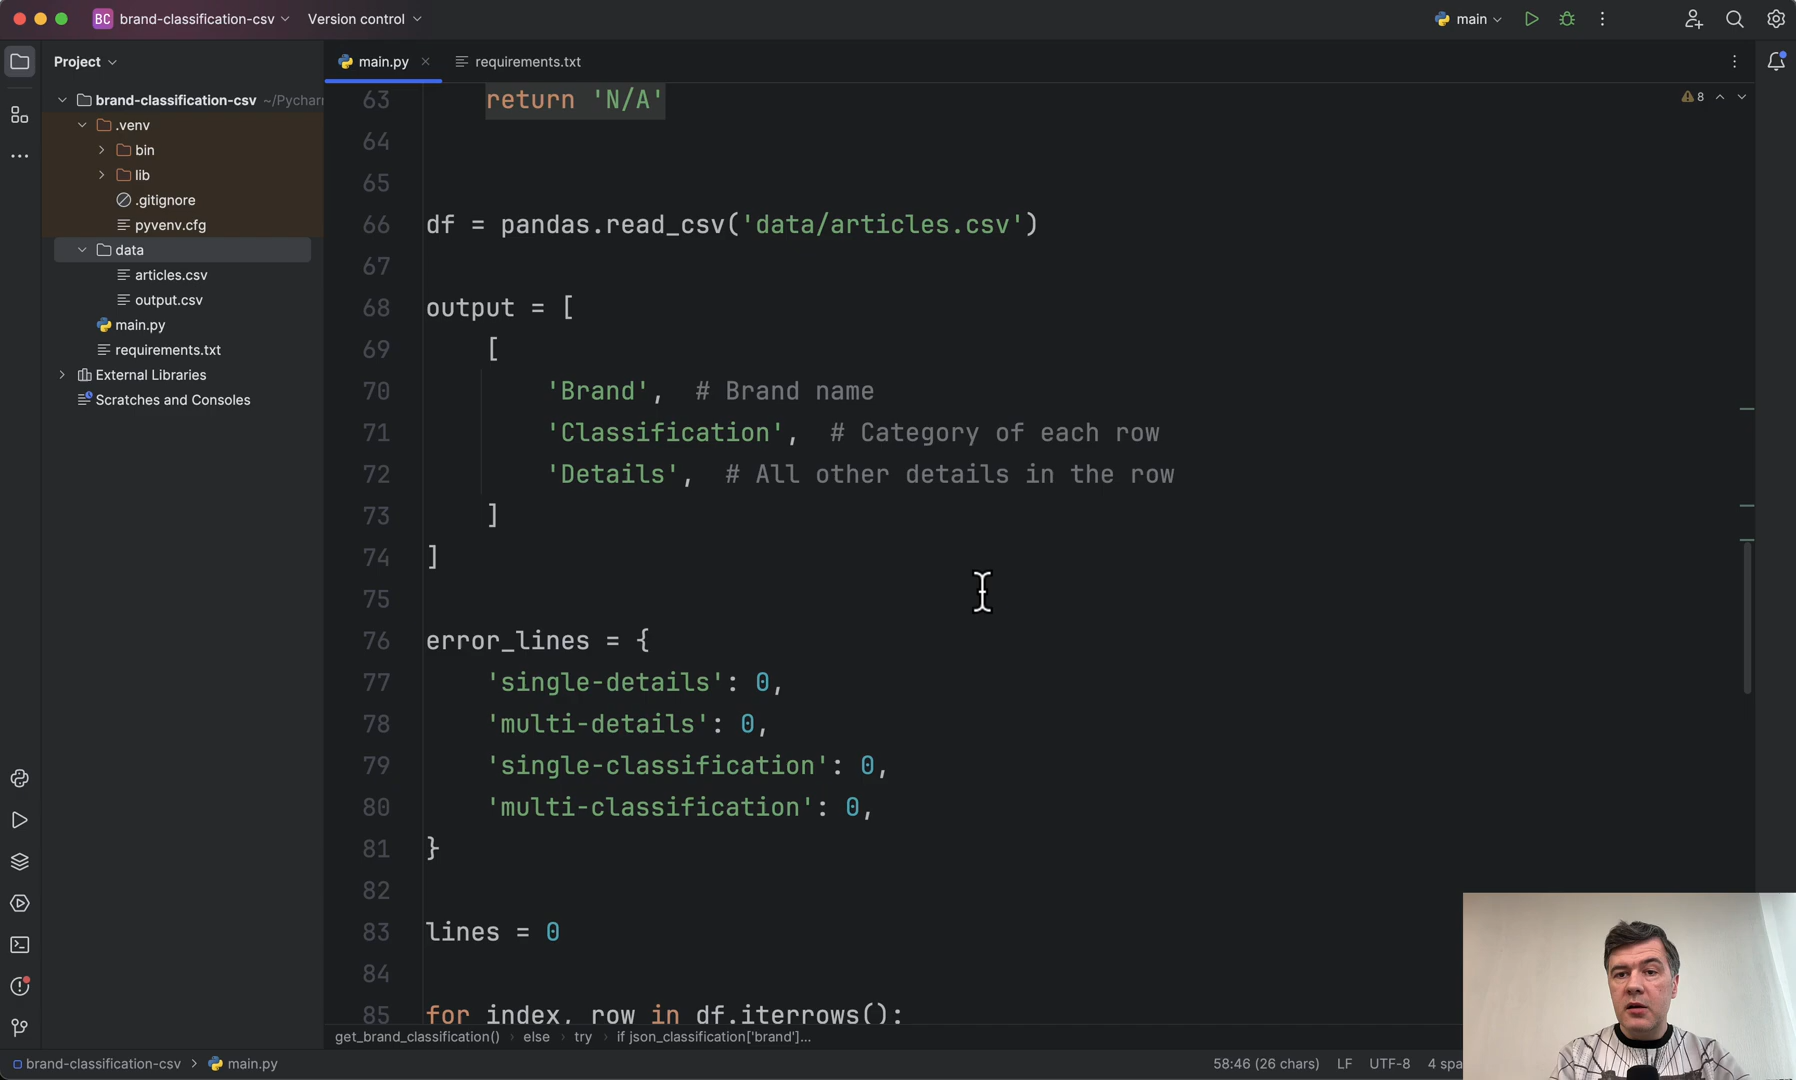 BC brand-classification-csv Version control main
Project
main.py
requirements.txt
brand-classification-csv ~/Pychar
.venv
bin
lib
.gitignore
pyvenv.cfg
data
articles.csv
output.csv
main.py
requirements.txt
External Libraries
Scratches and Consoles
8
63 return 'N/A'
64
65
66 df = pandas.read_csv('data/articles.csv')
67
68 output = [
69 [
70 'Brand', # Brand name
71 'Classification', # Category of each row
72 'Details', # All other details in the row
73 ]
74 ]
75
76 error_lines = {
77 'single-details': 0,
78 'multi-details': 0,
79 'single-classification': 0,
80 'multi-classification': 0,
81 }
82
83 lines = 0
84
85 for index, row in df.iterrows():
get_brand_classification() › else › try › if json_classification['brand']...
brand-classification-csv › main.py
58:46 (26 chars) LF UTF-8 4 spa